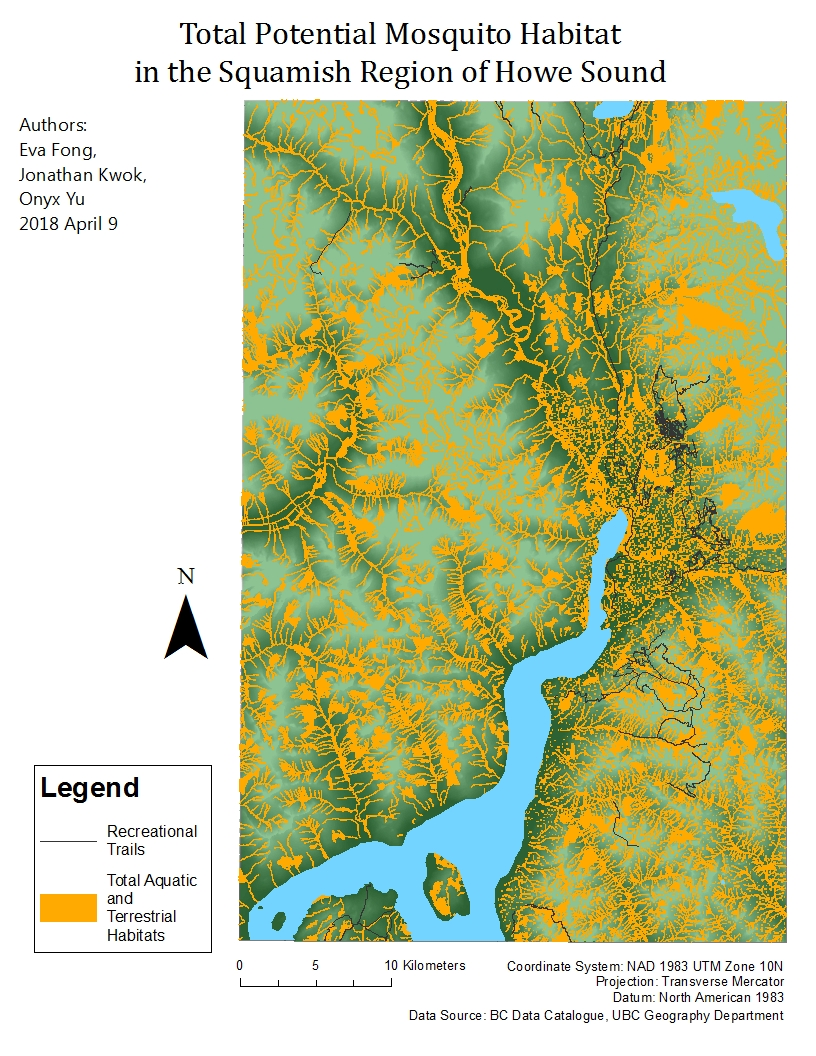 Total Potential Mosquito Habitat
in the Squamish Region of Howe Sound
Authors:
Eva Fong,
Jonathan Kwok,
Onyx Yu
2018 April 9
N
Legend
Recreational
Trails
Total Aquatic
and
Terrestrial
Habitats
0 5 10 Kilometers
Coordinate System: NAD 1983 UTM Zone 10N
Projection: Transverse Mercator
Datum: North American 1983
Data Source: BC Data Catalogue, UBC Geography Department